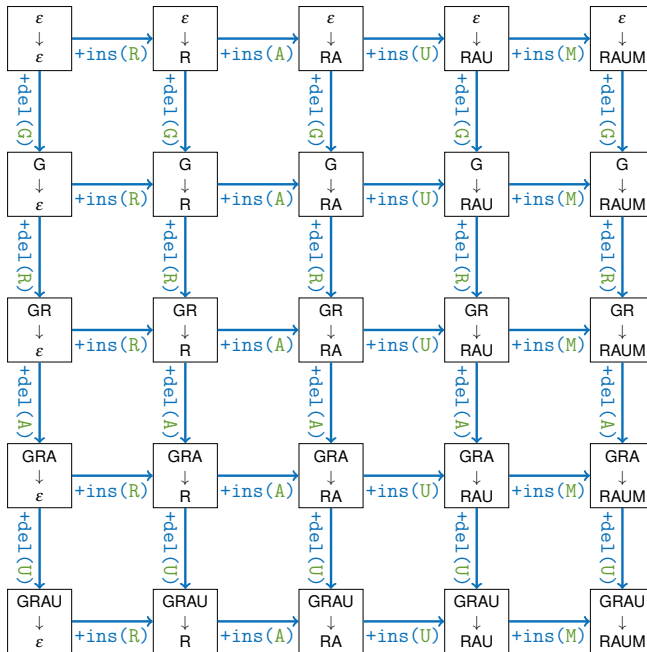 ε ε ε ε ε
↓ ↓ ↓ ↓ ↓
ε +ins(R) R +ins(A) RA +ins(U) RAU +ins(M) RAUM
+del(G) +del(G) +del(G) +del(G) +del(G)
G G G G G
↓ ↓ ↓ ↓ ↓
ε +ins(R) R +ins(A) RA +ins(U) RAU +ins(M) RAUM
+del(R) +del(R) +del(R) +del(R) +del(R)
GR GR GR GR GR
↓ ↓ ↓ ↓ ↓
ε +ins(R) R +ins(A) RA +ins(U) RAU +ins(M) RAUM
+del(A) +del(A) +del(A) +del(A) +del(A)
GRA GRA GRA GRA GRA
↓ ↓ ↓ ↓ ↓
ε +ins(R) R +ins(A) RA +ins(U) RAU +ins(M) RAUM
+del(U) +del(U) +del(U) +del(U) +del(U)
GRAU GRAU GRAU GRAU GRAU
↓ ↓ ↓ ↓ ↓
ε +ins(R) R +ins(A) RA +ins(U) RAU +ins(M) RAUM